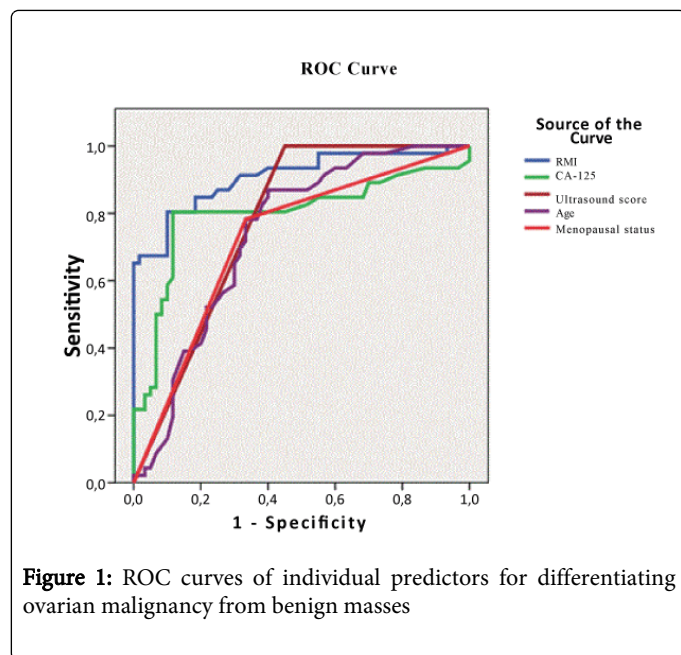 ROC Curve
Source of the
Curve
RMI
CA-125
Ultrasound score
Age
Menopausal status
Sensitivity
1,0
0,8
0,6
0,4
0,2
0,0
0,0 0,2 0,4 0,6 0,8 1,0
1 - Specificity
Figure 1: ROC curves of individual predictors for differentiating
ovarian malignancy from benign masses